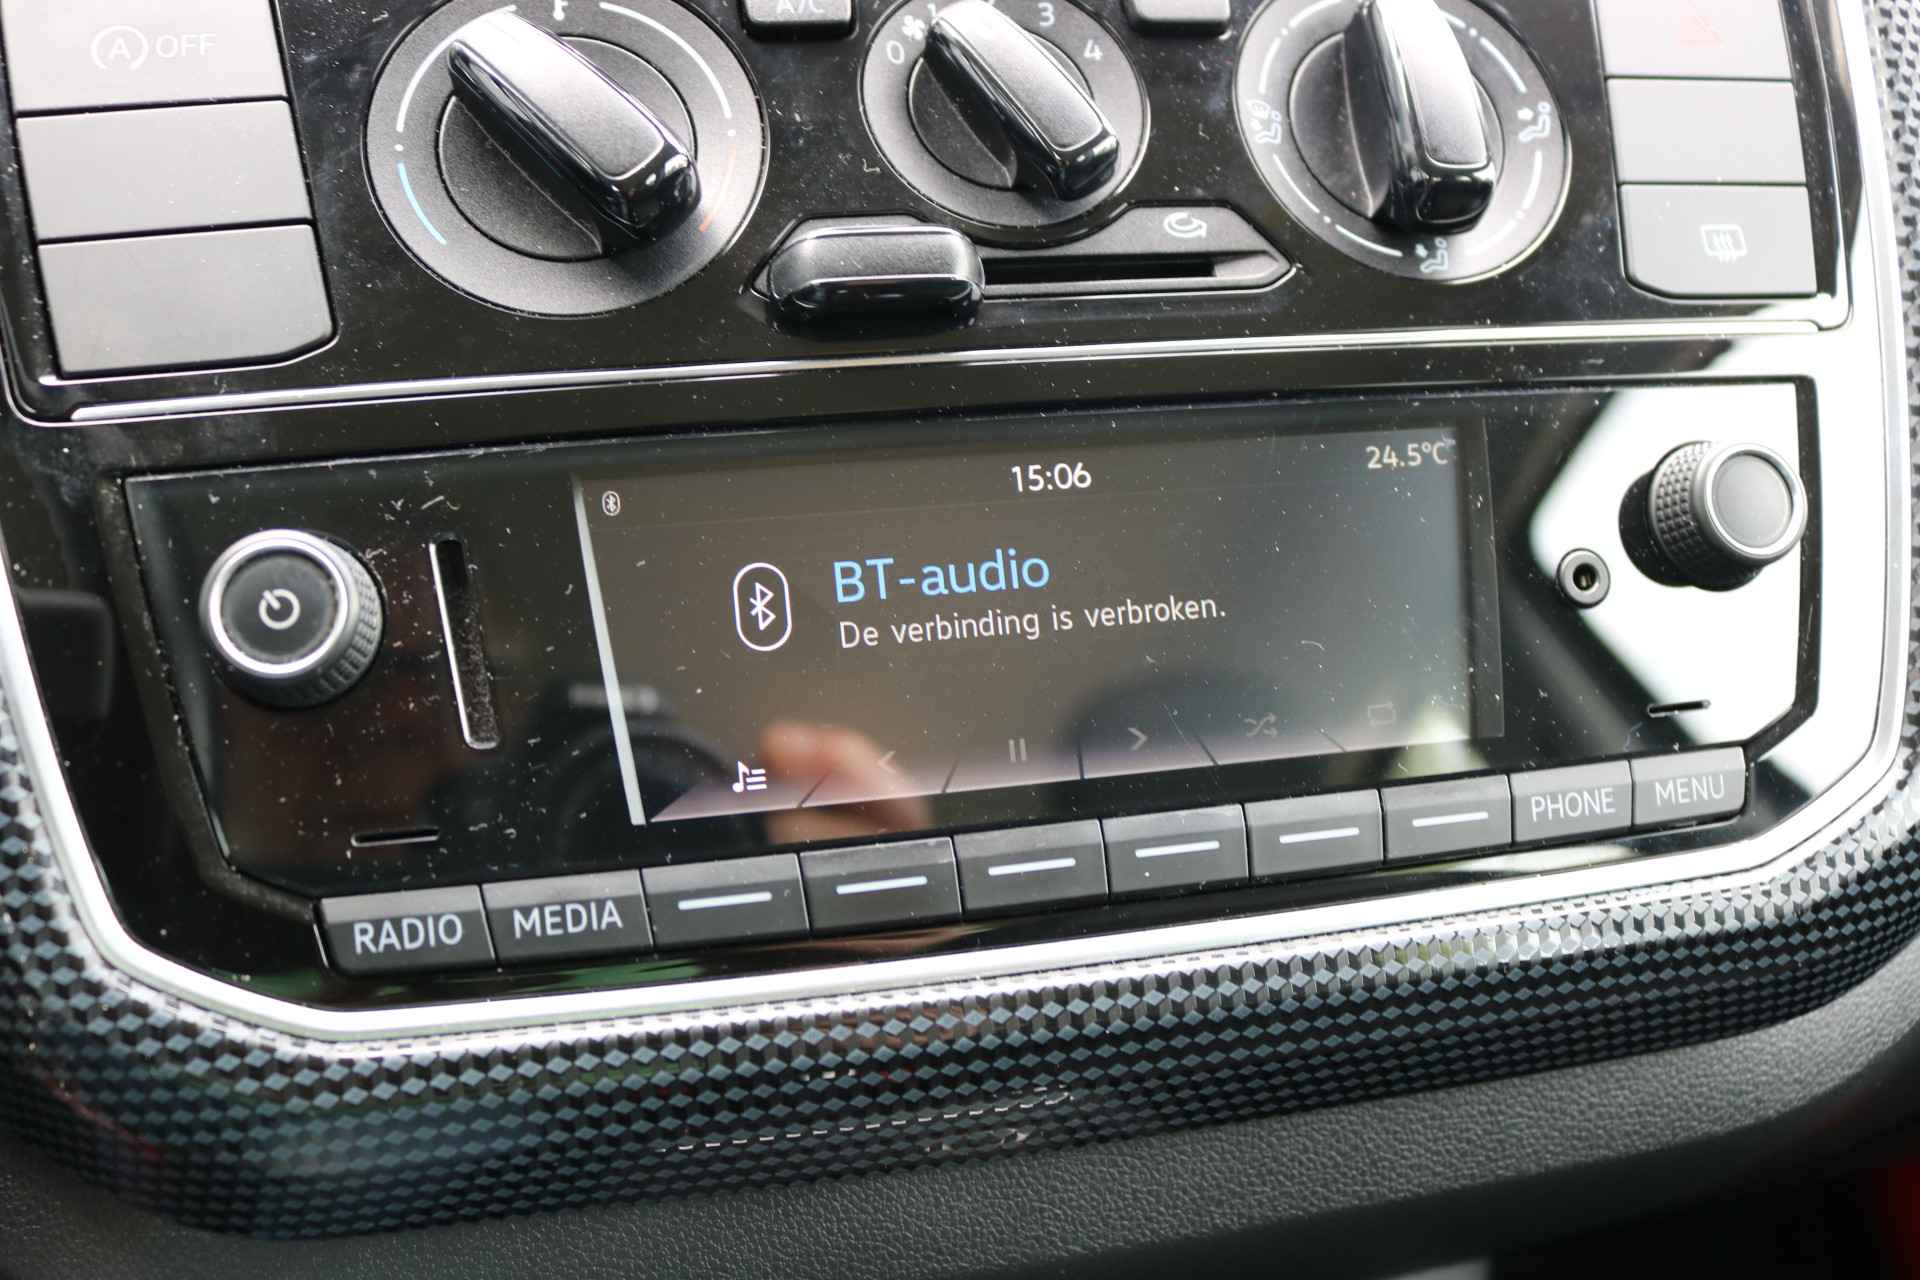 A OFF
A/C
0 1 3 4
15:06
24.5°C
BT-audio
De verbinding is verbroken.
RADIO MEDIA PHONE MENU